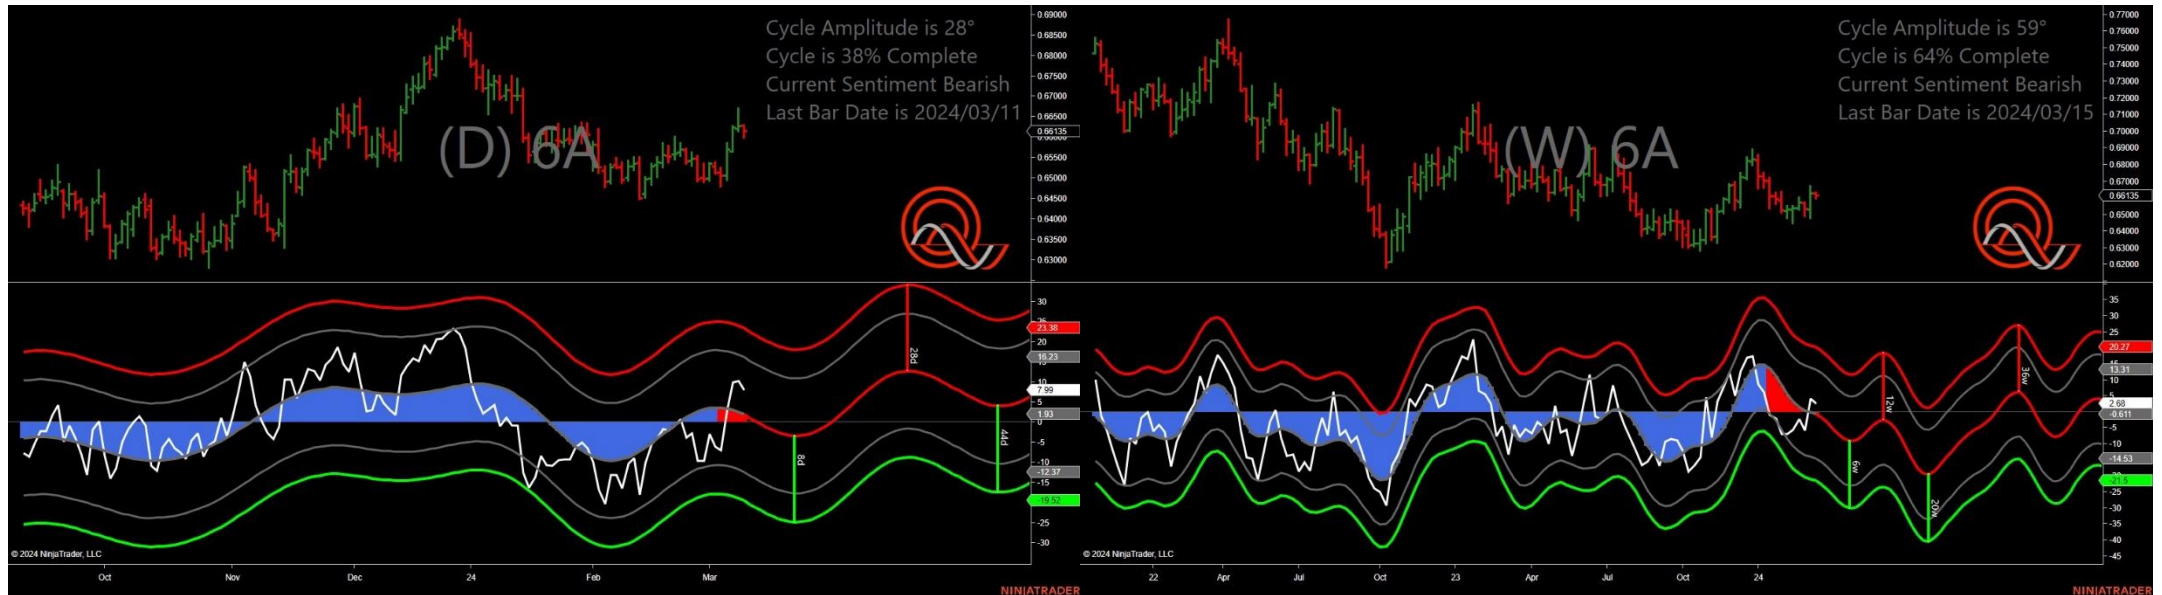 Cycle Amplitude is 28°
Cycle is 38% Complete
Current Sentiment Bearish
Last Bar Date is 2024/03/11
(D) 6A
0.69000
0.68500
0.68000
0.67500
0.67000
0.66500
0.66135
0.65500
0.65000
0.64500
0.64000
0.63500
0.63000
30
25
23.38
20
16.23
10
7.99
5
1.93
0
-5
-10
-12.37
-15
-19.52
-25
-30
28d
8d
44d
© 2024 NinjaTrader, LLC
Oct
Nov
Dec
24
Feb
Mar
NINJATRADER
Cycle Amplitude is 59°
Cycle is 64% Complete
Current Sentiment Bearish
Last Bar Date is 2024/03/15
(W) 6A
0.77000
0.76000
0.75000
0.74000
0.73000
0.72000
0.71000
0.70000
0.69000
0.68000
0.67000
0.66135
0.65000
0.64000
0.63000
0.62000
35
30
25
20.27
13.31
10
5
2.68
-0.611
-5
-10
-14.53
-21.5
-25
-30
-35
-40
-45
12w
36w
6w
20w
© 2024 NinjaTrader, LLC
22
Apr
Jul
Oct
23
Apr
Jul
Oct
24
NINJATRADER